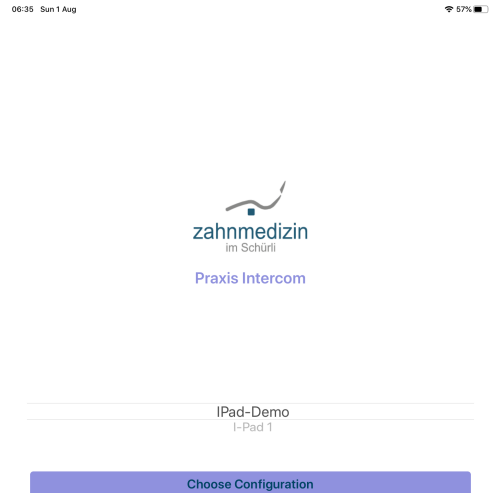 06:35 Sun 1 Aug 57%
zahnmedizin
im Schürli
Praxis Intercom
IPad-Demo
I-Pad 1
Choose Configuration